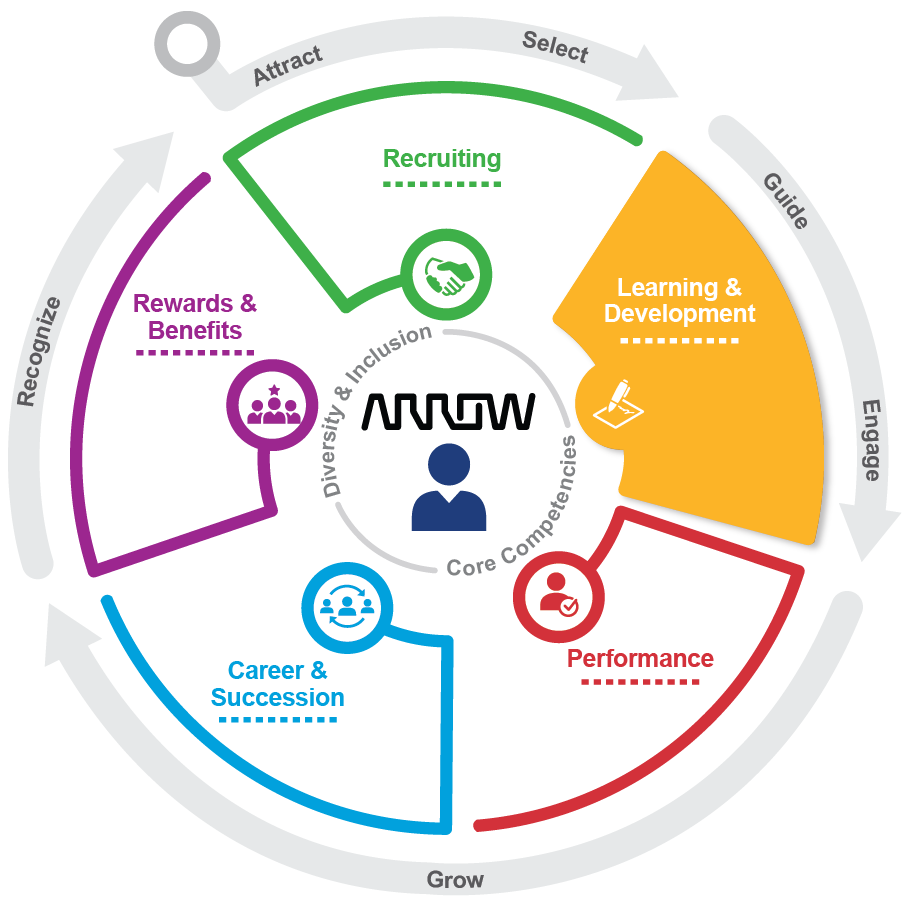 Attract
Select
Guide
Engage
Grow
Recognize
Recruiting
Learning &
Development
Performance
Career &
Succession
Rewards &
Benefits
Diversity & Inclusion
Core Competencies
ARROW